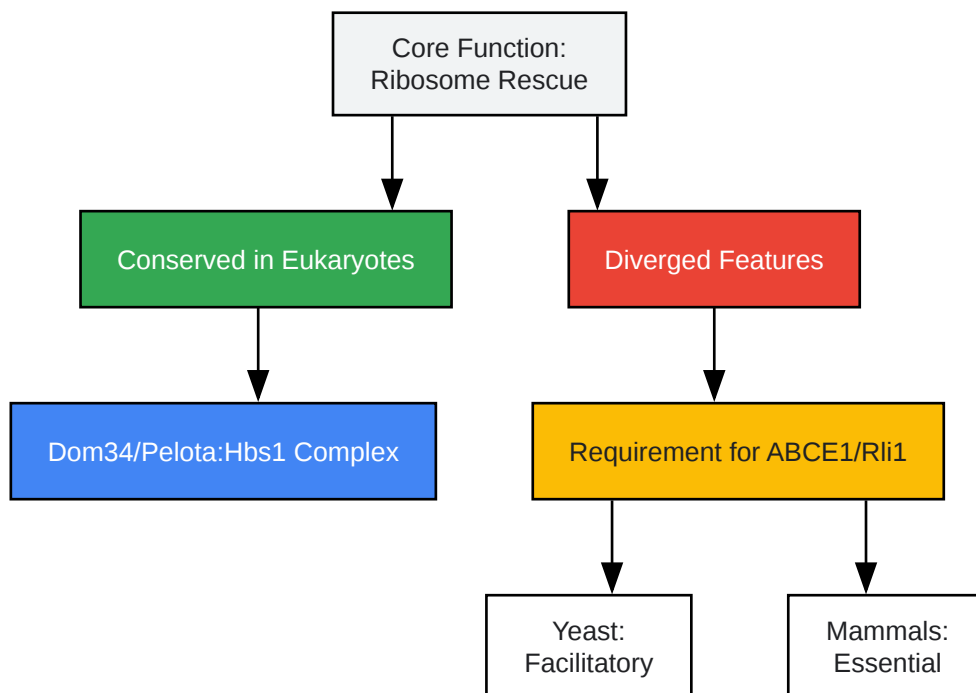 Core Function:
Ribosome Rescue
Conserved in Eukaryotes
Diverged Features
Dom34/Pelota:Hbs1 Complex
Requirement for ABCE1/Rli1
Yeast:
Facilitatory
Mammals:
Essential